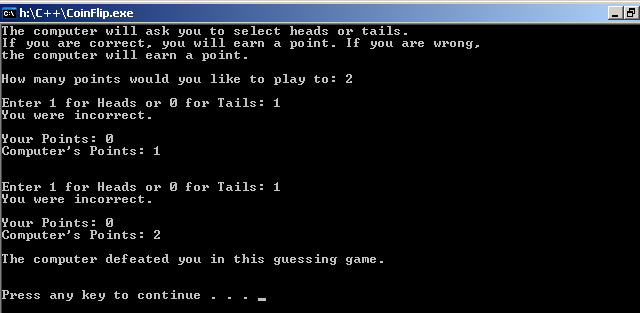 h:\C++\CoinFlip.exe
The computer will ask you to select heads or tails.
If you are correct, you will earn a point. If you are wrong,
the computer will earn a point.
How many points would you like to play to: 2
Enter 1 for Heads or 0 for Tails: 1
You were incorrect.
Your Points: 0
Computer's Points: 1
Enter 1 for Heads or 0 for Tails: 1
You were incorrect.
Your Points: 0
Computer's Points: 2
The computer defeated you in this guessing game.
Press any key to continue . . . _